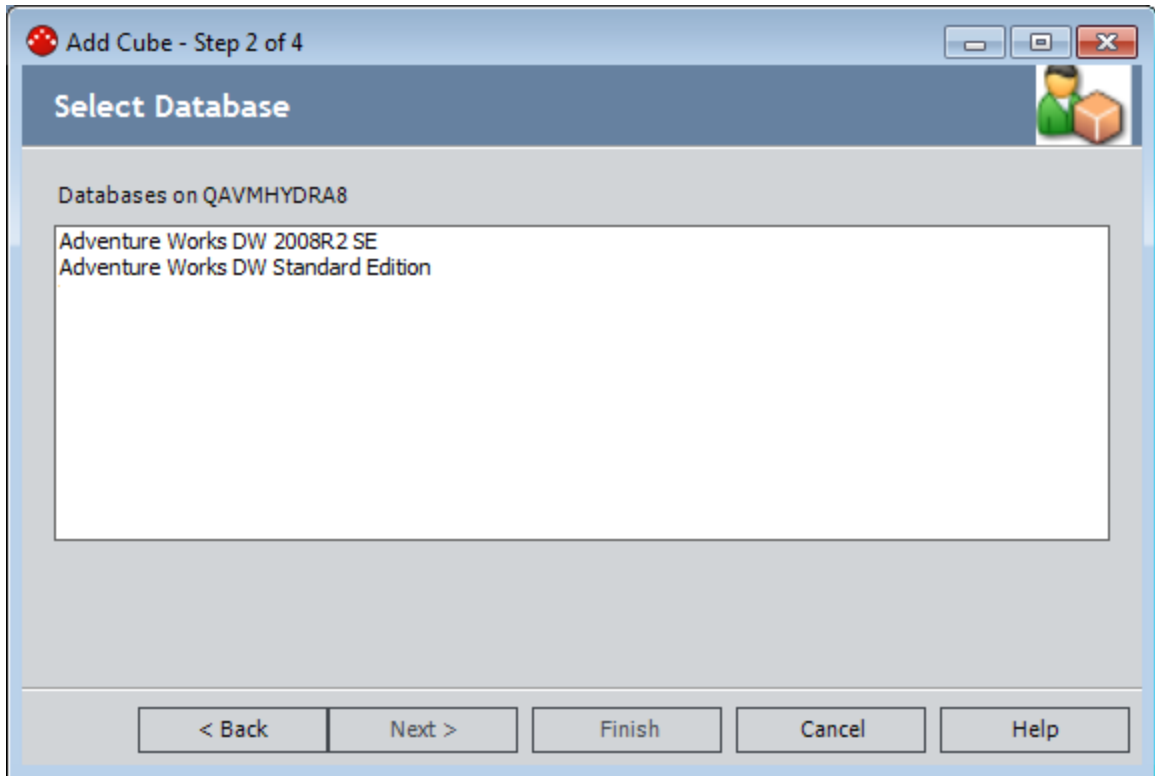 Add Cube - Step 2 of 4
Select Database
Databases on QAVMHYDRA8
Adventure Works DW 2008R2 SE
Adventure Works DW Standard Edition
< Back
Next >
Finish
Cancel
Help